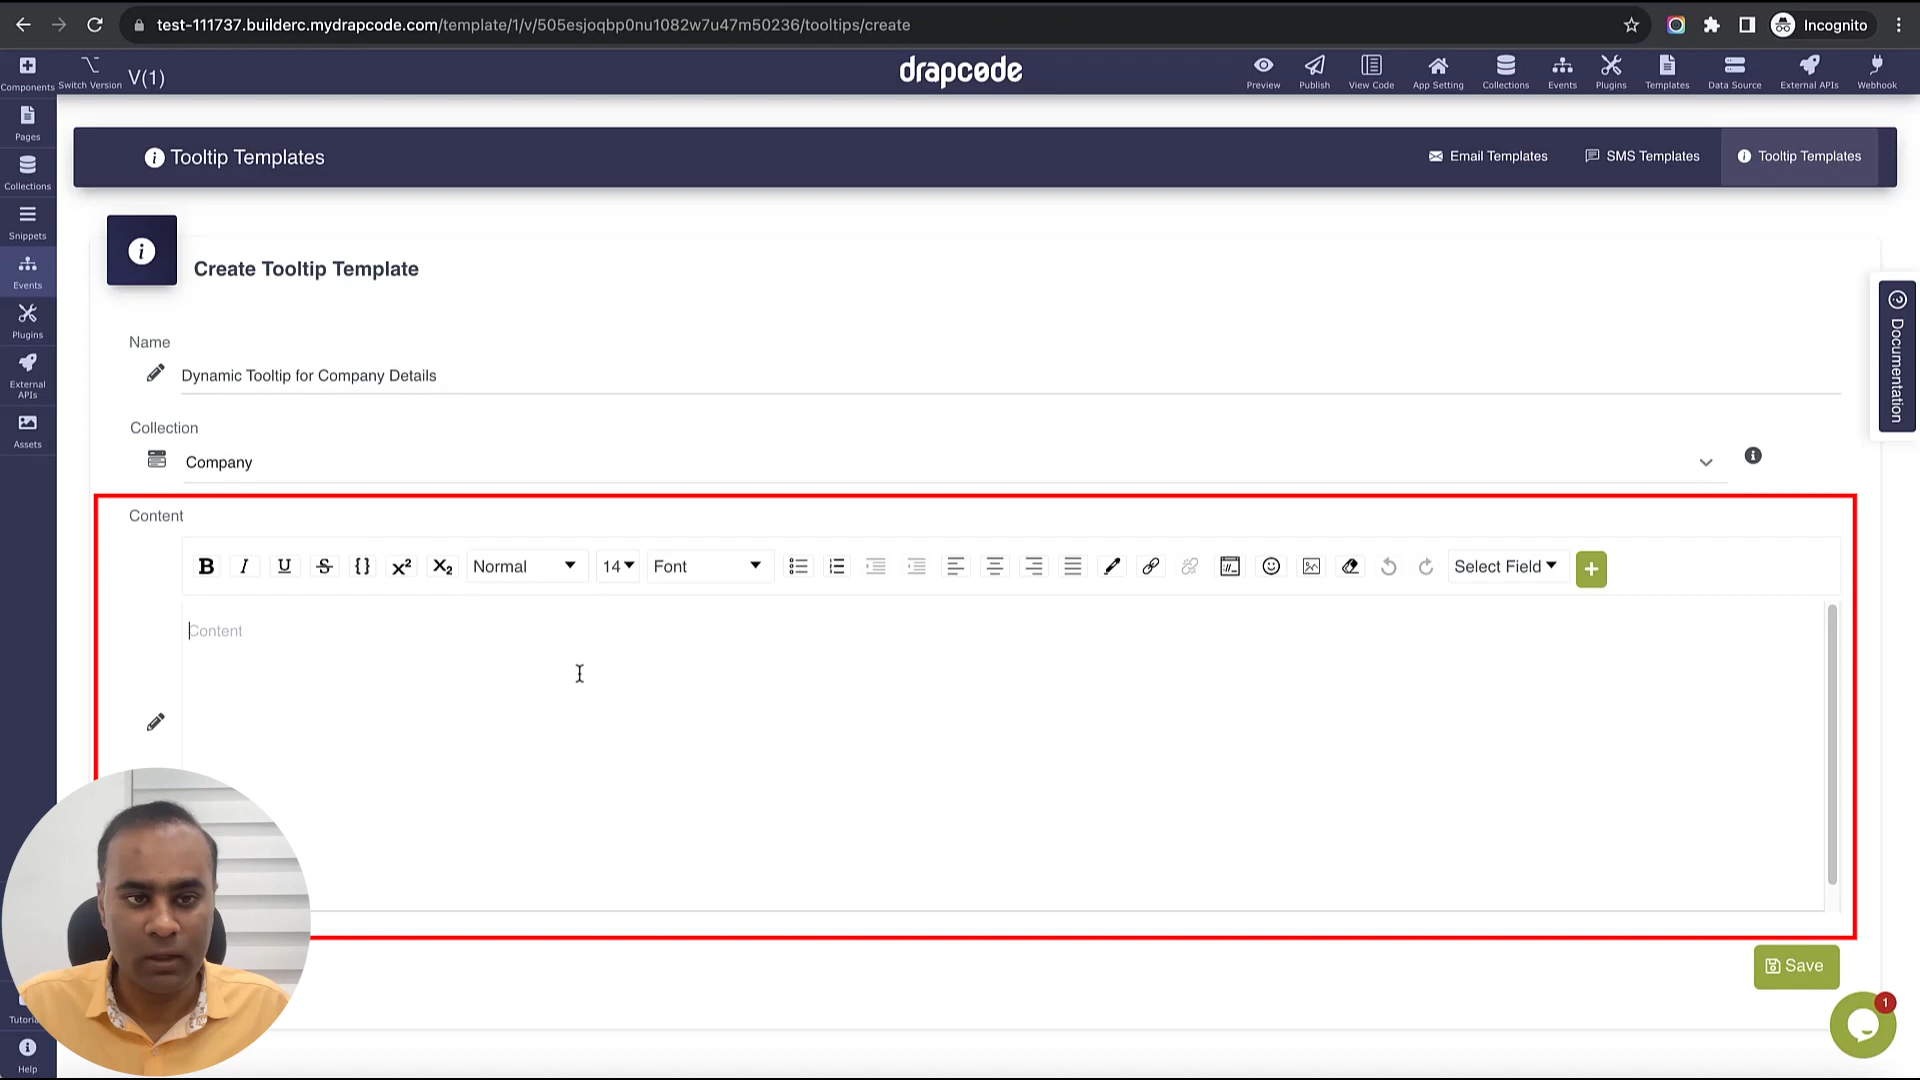 test-111737.builderc.mydrapcode.com/template/1/v/505esjoqbp0nu1082w7u47m50236/tooltips/create
Incognito
Components
Switch Version
V(1)
drapcode
Preview
Publish
View Code
App Setting
Collections
Events
Plugins
Templates
Data Source
External APIs
Webhook
Pages
Collections
Snippets
Events
Plugins
External
APIs
Assets
Help
Tooltip Templates
Email Templates
SMS Templates
Tooltip Templates
Create Tooltip Template
Name
Dynamic Tooltip for Company Details
Collection
Company
Content
B I U S {} x² X₂ Normal 14 Font Select Field +
Content
Save
1
Documentation